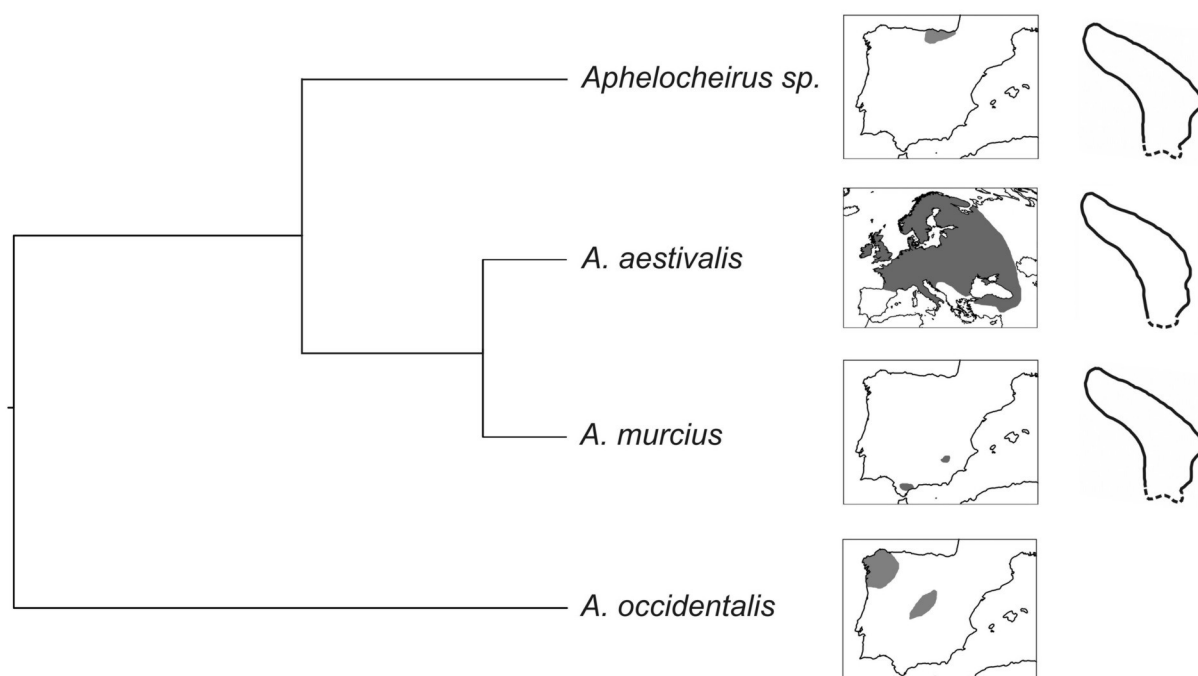 Aphelocheirus sp.
A. aestivalis
A. murcius
A. occidentalis